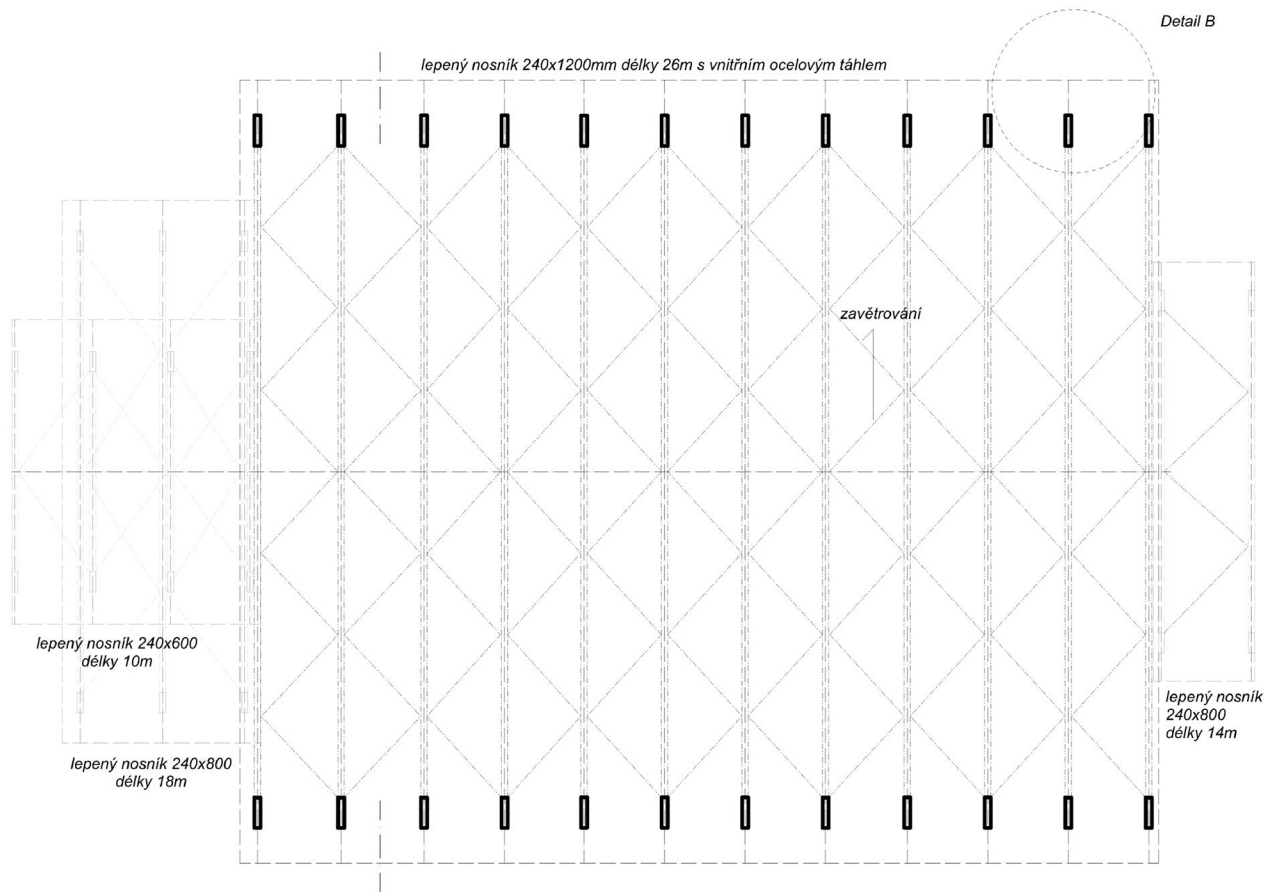 Detail B
lepený nosník 240x1200mm délky 26m s vnitřním ocelovým táhlem
zavětrování
lepený nosník 240x600
délky 10m
lepený nosník
240x800
délky 14m
lepený nosník 240x800
délky 18m